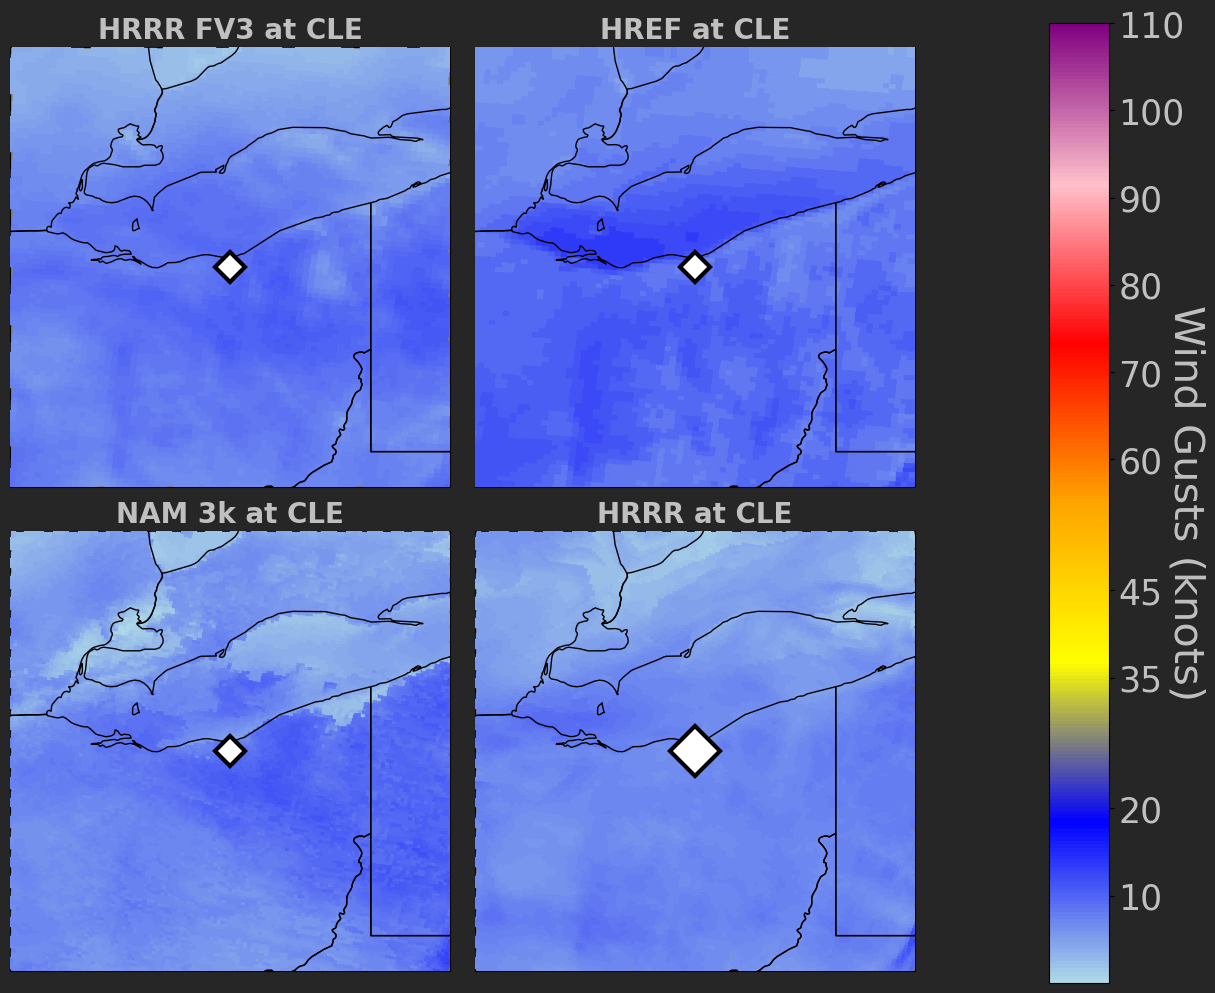 HRRR FV3 at CLE
HREF at CLE
NAM 3k at CLE
HRRR at CLE
110
100
90
80
70
60
45
35
20
10
Wind Gusts (knots)